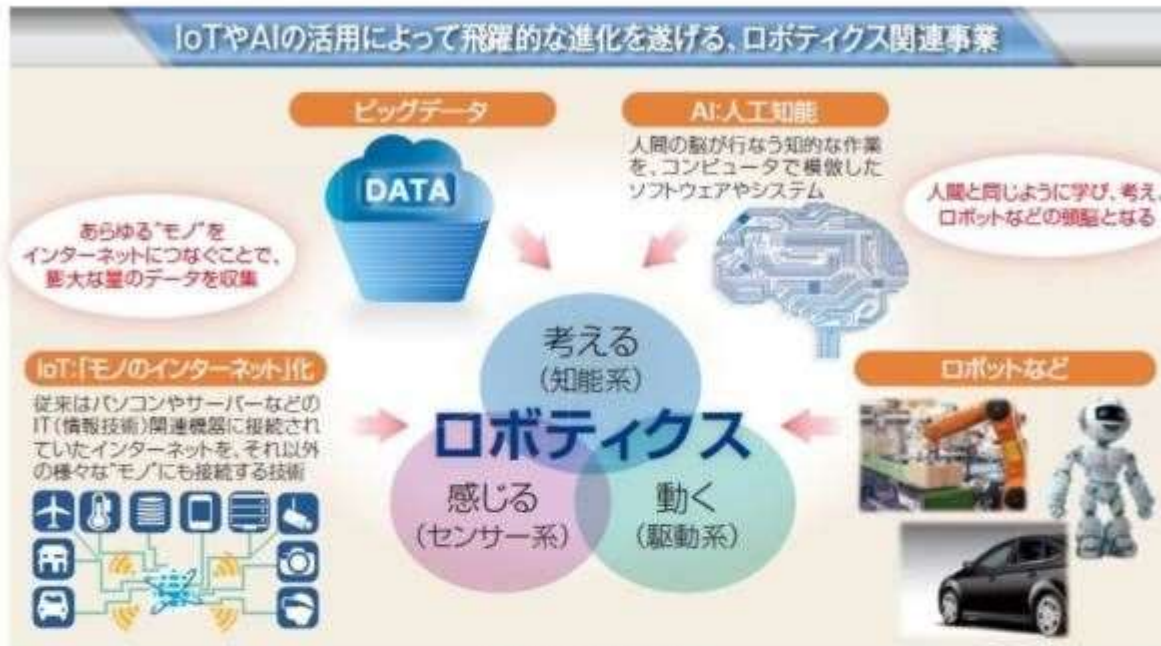 IoTやAIの活用によって飛躍的な進化を遂げる、ロボティクス関連事業
ビッグデータ
DATA
AI:人工知能
人間の脳が行なう知的な作業
を、コンピュータで模倣した
ソフトウェアやシステム
人間と同じように学び、考え、
ロボットなどの頭脳となる
あらゆる"モノ"を
インターネットにつなぐことで、
膨大な量のデータを収集
IoT:「モノのインターネット」化
従来はパソコンやサーバーなどの
IT(情報技術)関連機器に接続され
ていたインターネットを、それ以外
の様々な"モノ"にも接続する技術
考える
(知能系)
ロボティクス
感じる
(センサー系)
動く
(駆動系)
ロボットなど